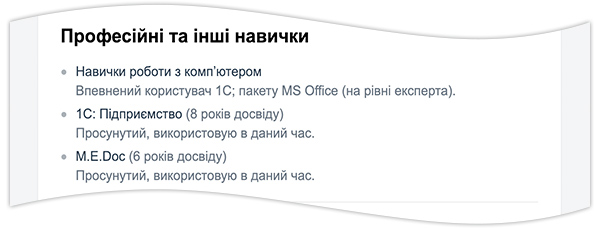 Професійні та інші навички
Навички роботи з комп'ютером
Впевнений користувач 1С; пакету MS Office (на рівні експерта).
1С: Підприємство (8 років досвіду)
Просунутий, використовую в даний час.
M.E.Doc (6 років досвіду)
Просунутий, використовую в даний час.